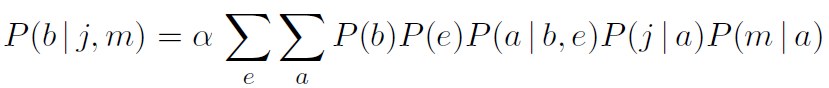 P(b | j, m) = α ∑_e ∑_a P(b)P(e)P(a | b, e)P(j | a)P(m | a)